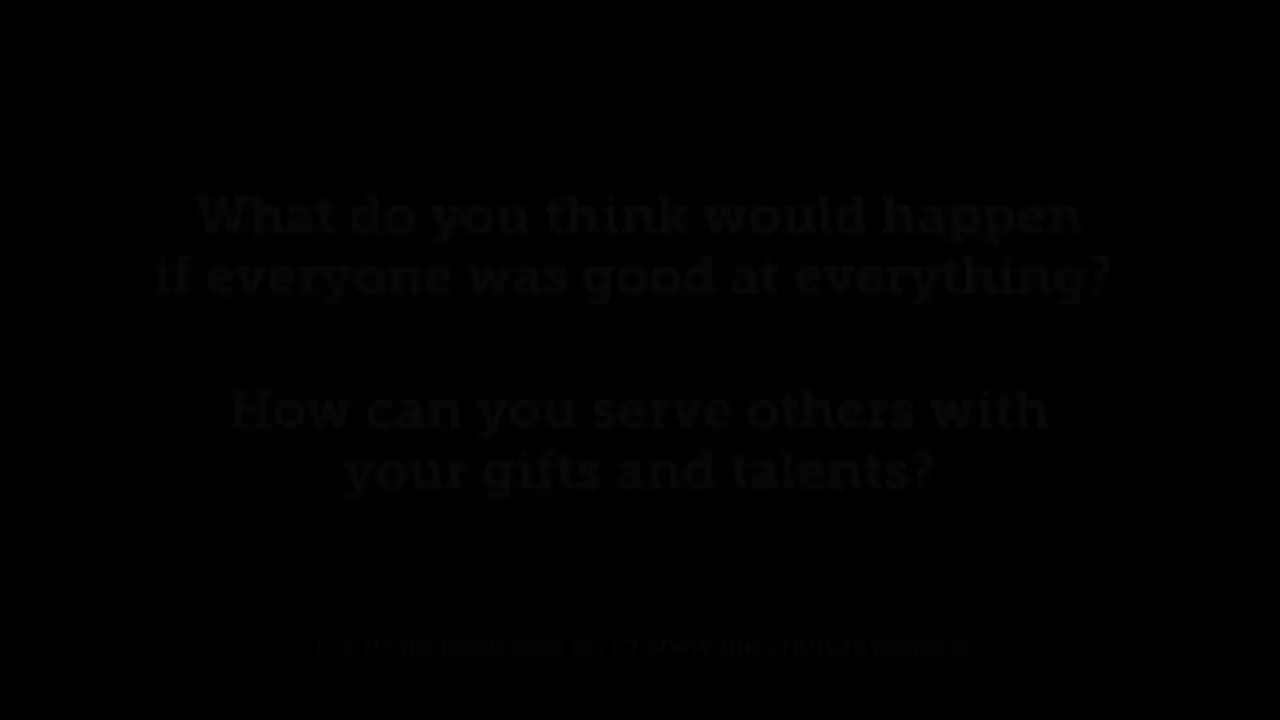 What do you think would happen
if everyone was good at everything?
How can you serve others with
your gifts and talents?